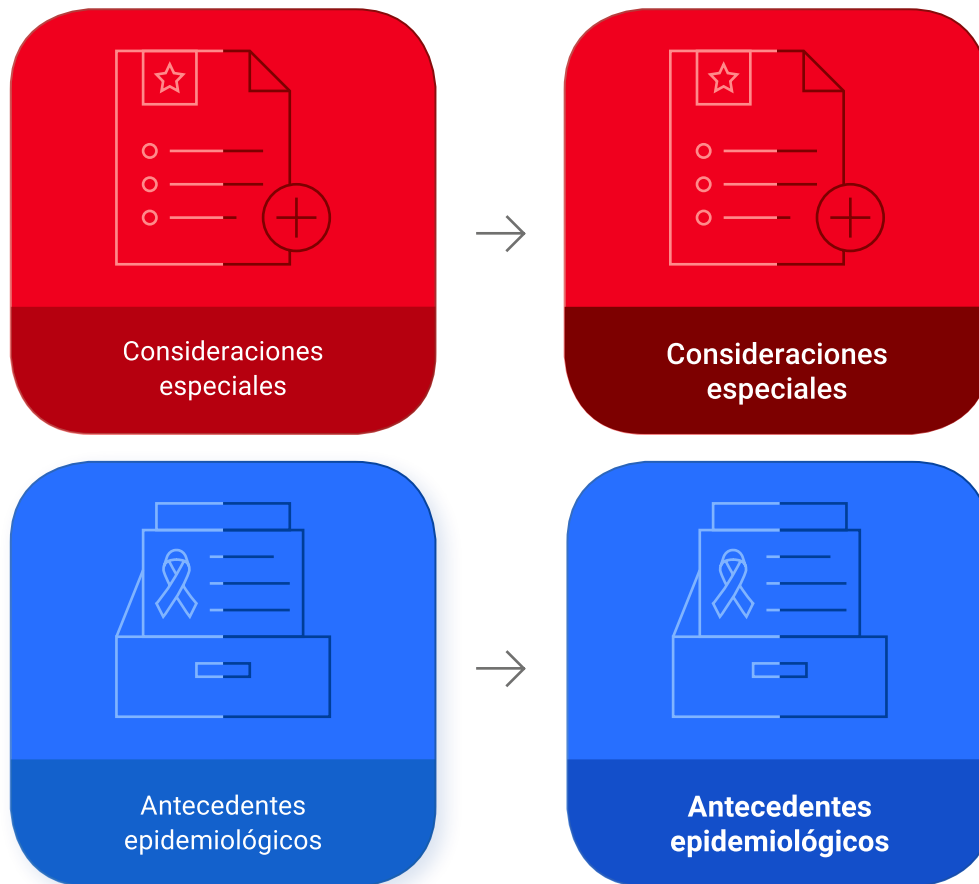 Consideraciones
especiales
Consideraciones
especiales
Antecedentes
epidemiológicos
Antecedentes
epidemiológicos